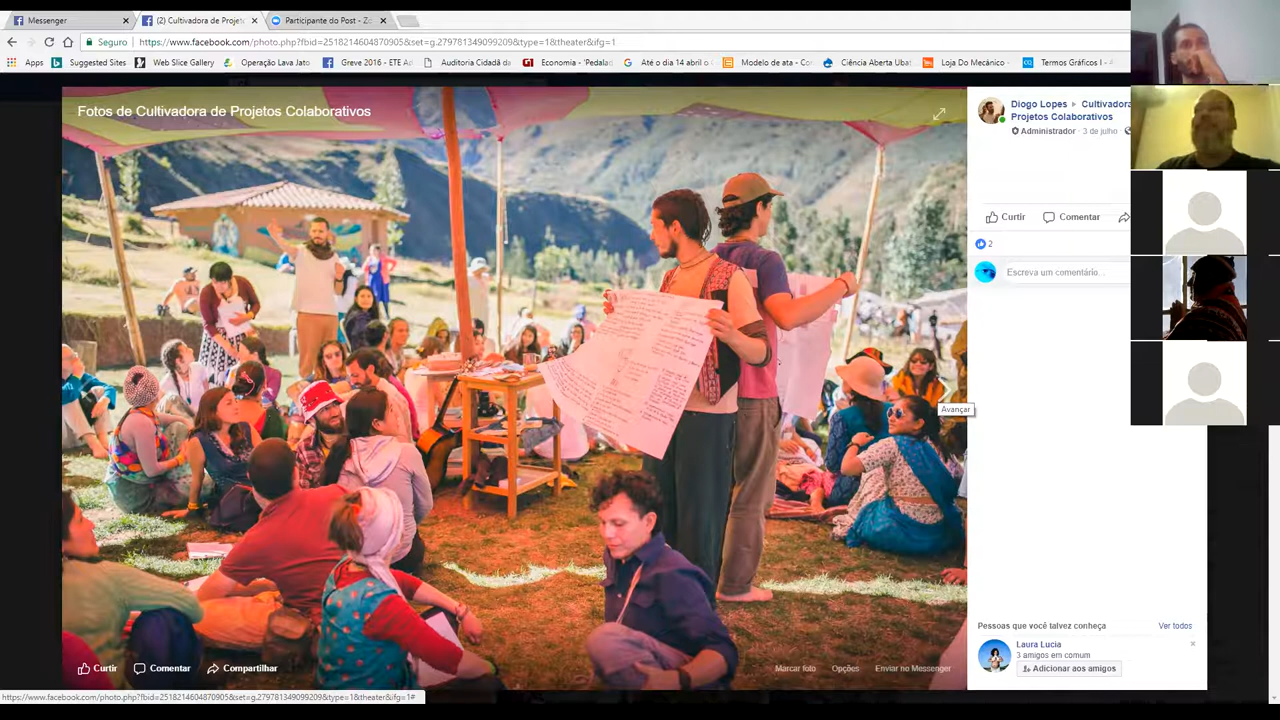 Messenger
(2) Cultivadora de Projeto
Participante do Post - Zo
Seguro
https://www.facebook.com/photo.php?fbid=2518214604870905&set=g.279781349099209&type=1&theater&ifg=1
Apps
Suggested Sites
Web Slice Gallery
Operação Lava Jato
Greve 2016 - ETE Ad
Auditoria Cidadã da
Economia - 'Pedalad
Até o dia 14 abril o
Modelo de ata - Con
Ciência Aberta Ubat
Loja Do Mecânico
Termos Gráficos I - A
Fotos de Cultivadora de Projetos Colaborativos
Diogo Lopes
Cultivadora
Projetos Colaborativos
Administrador · 3 de julho ·
Curtir
Comentar
2
Escreva um comentário...
Avançar
Pessoas que você talvez conheça
Ver todos
Laura Lucia
3 amigos em comum
Adicionar aos amigos
Curtir
Comentar
Compartilhar
Marcar foto
Opções
Enviar no Messenger
https://www.facebook.com/photo.php?fbid=2518214604870905&set=g.279781349099209&type=1&theater&ifg=1#